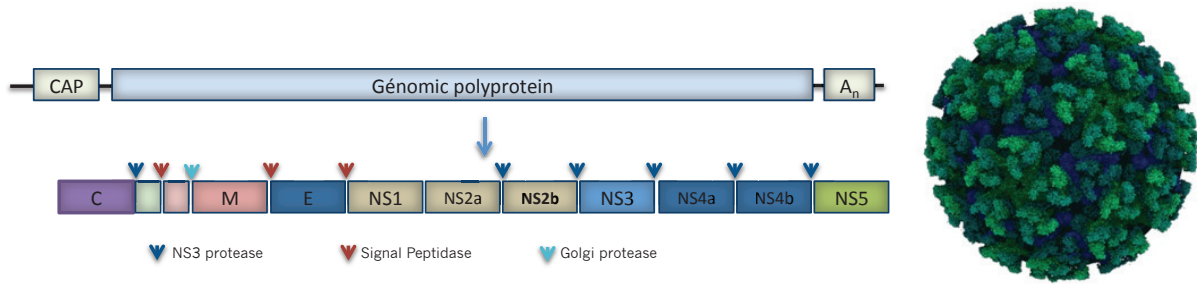 CAP Génomic polyprotein An
C M E NS1 NS2a NS2b NS3 NS4a NS4b NS5
NS3 protease Signal Peptidase Golgi protease